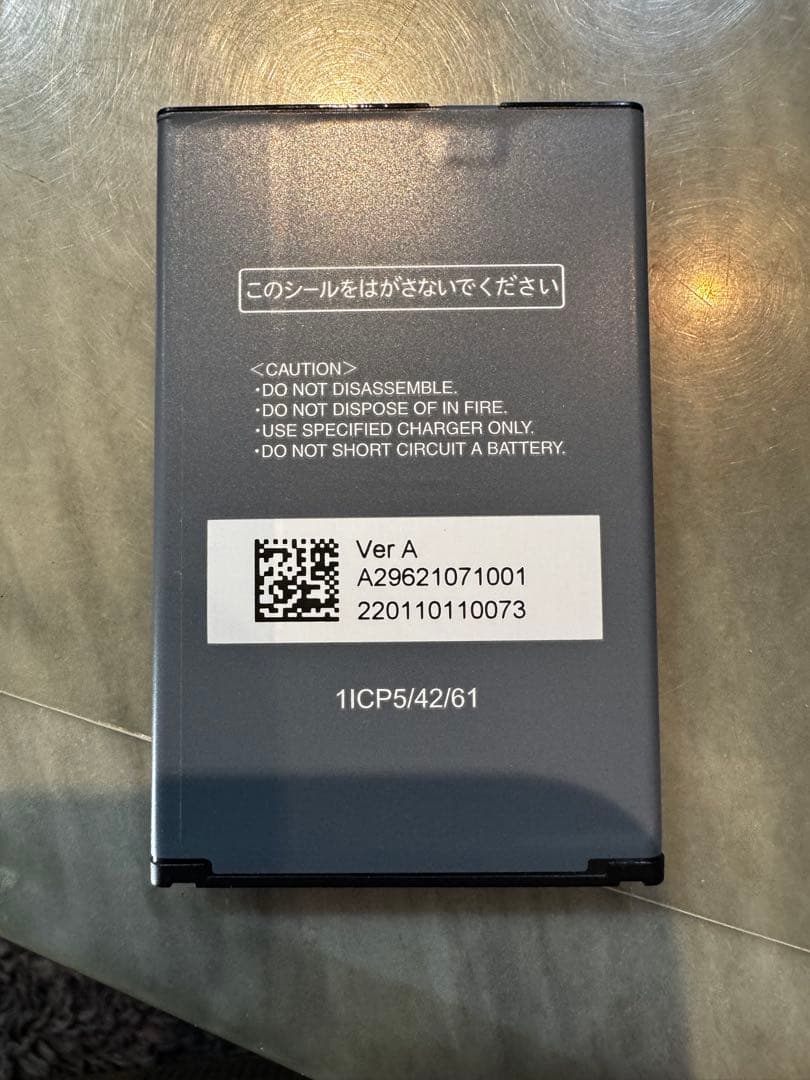 このシールをはがさないでください
＜CAUTION＞
・DO NOT DISASSEMBLE.
・DO NOT DISPOSE OF IN FIRE.
・USE SPECIFIED CHARGER ONLY.
・DO NOT SHORT CIRCUIT A BATTERY.
Ver A
A29621071001
220110110073
1ICP5/42/61